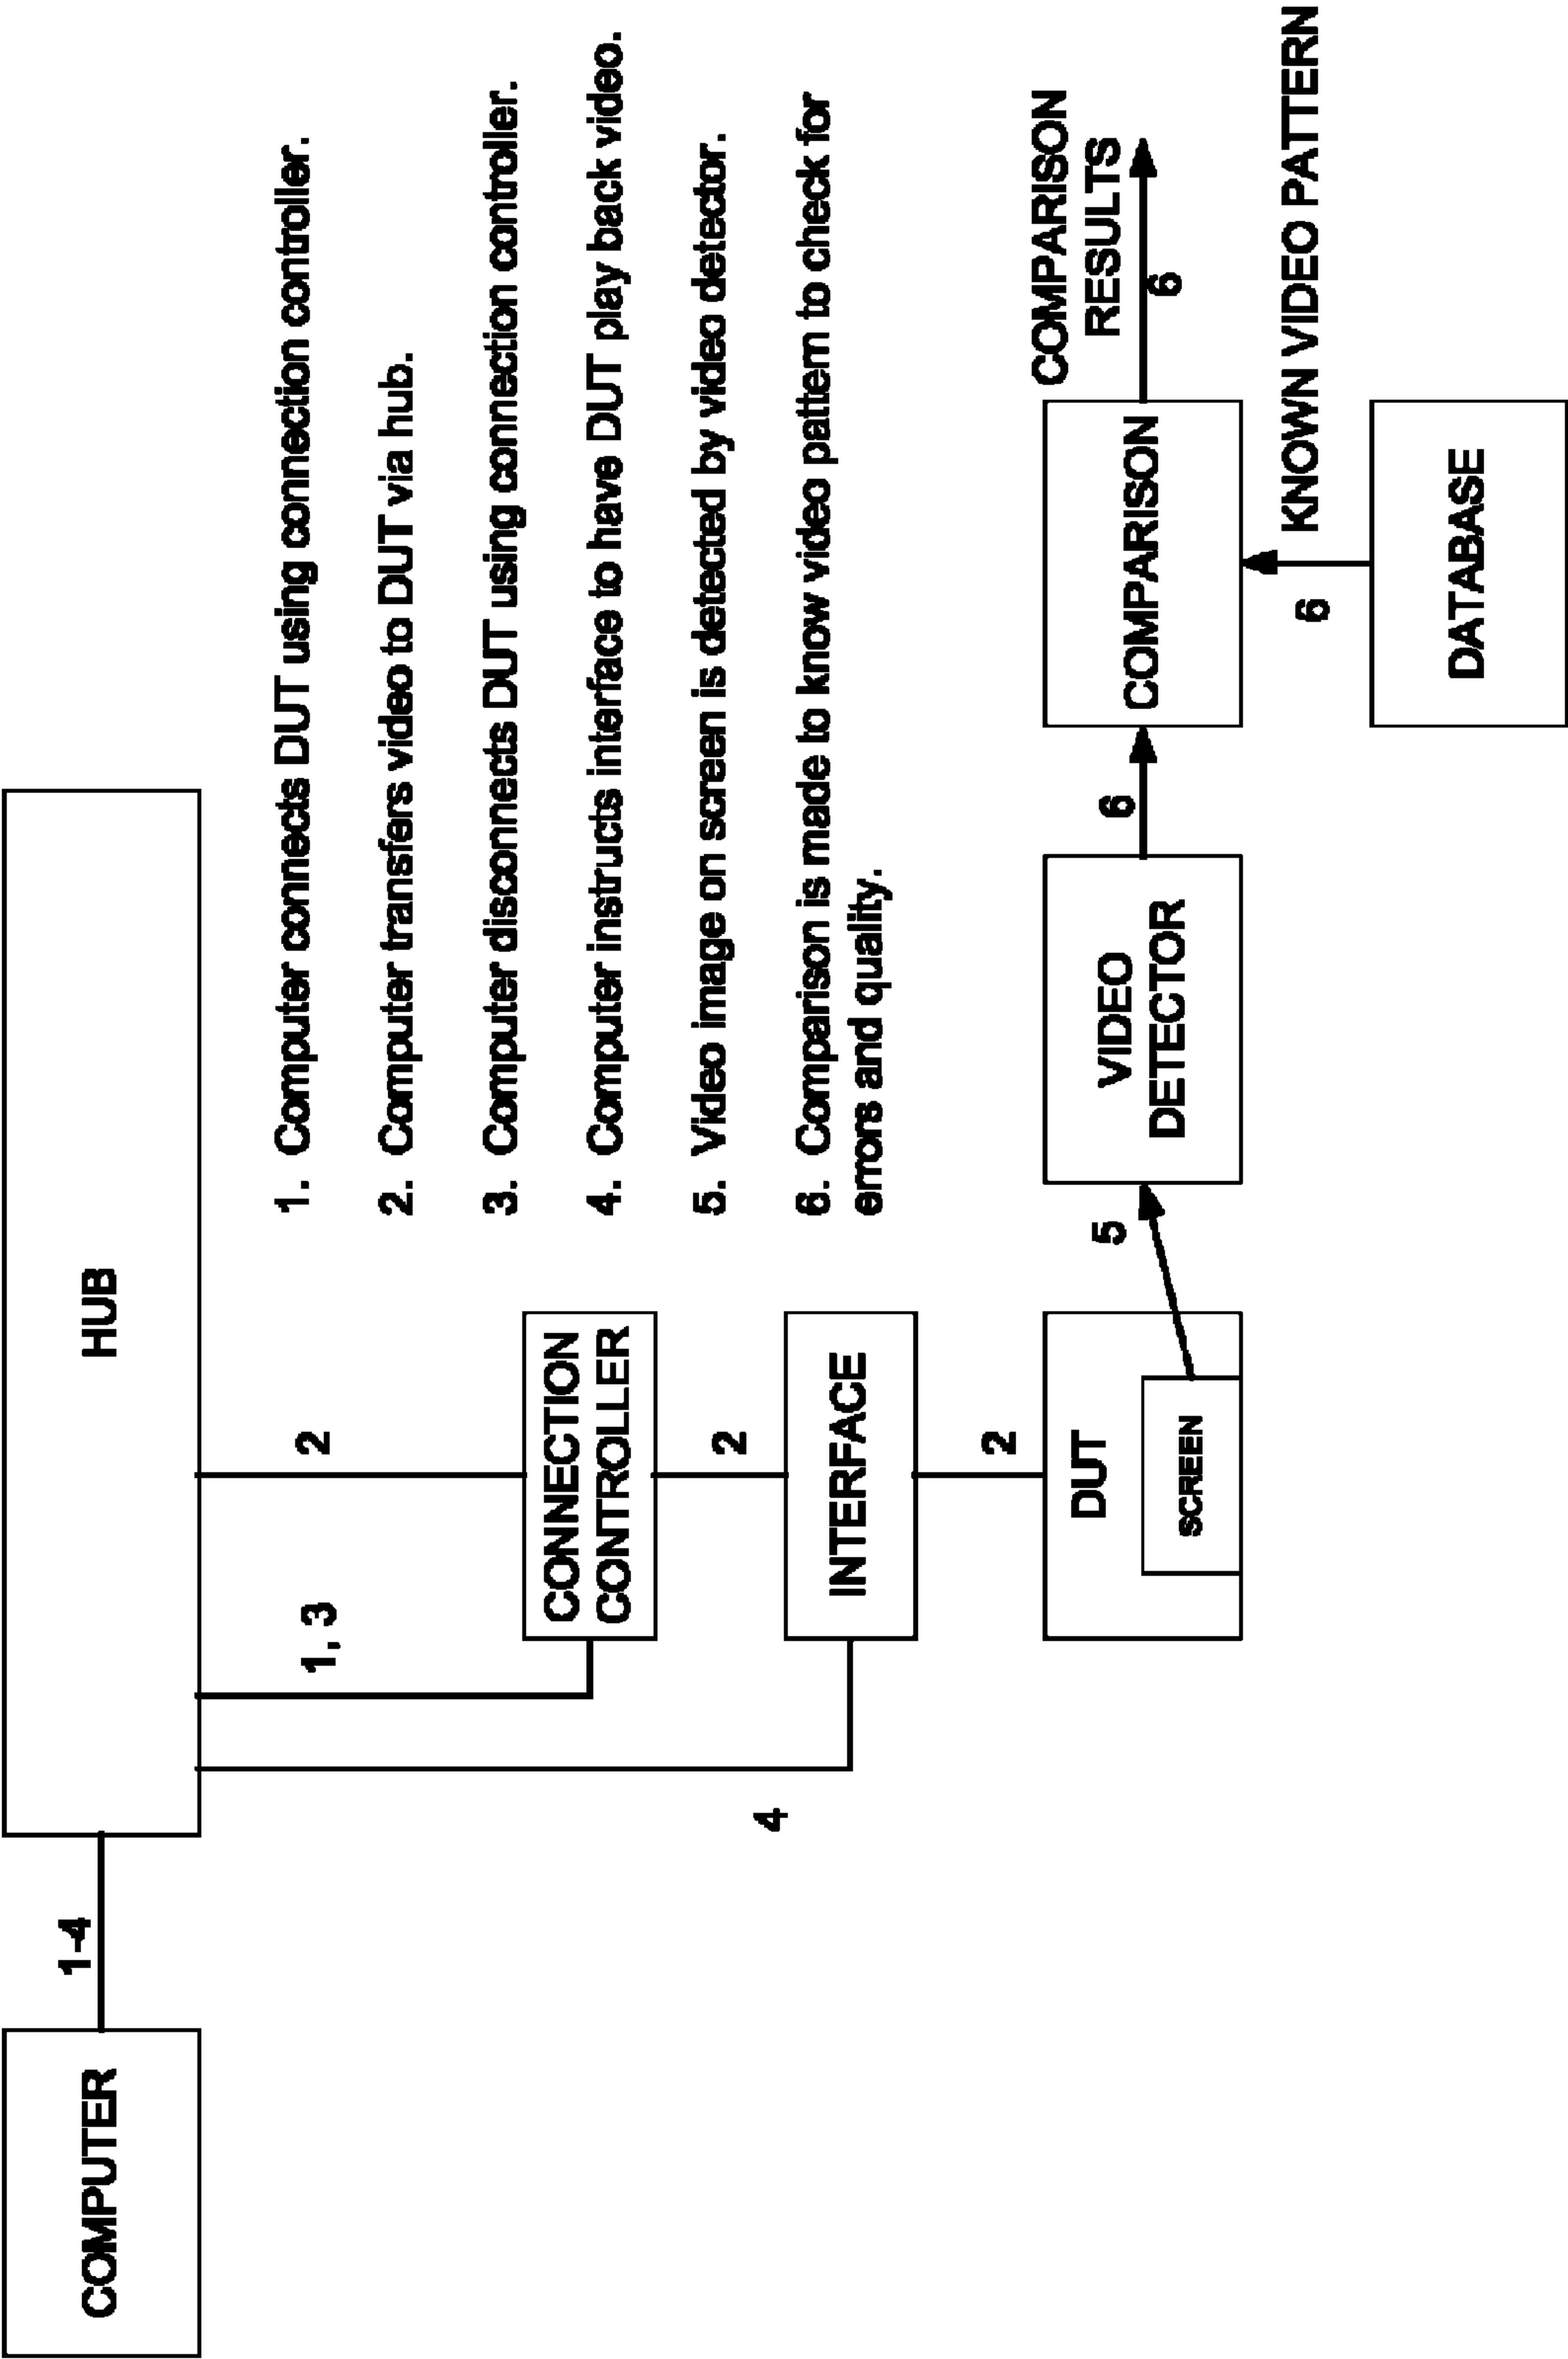 COMPUTER
1-4
HUB
1. Computer connects DUT using connection controller.
2. Computer transfers video to DUT via hub.
3. Computer disconnects DUT using connection controller.
4. Computer instructs interface to have DUT play back video.
5. Video image on screen is detected by video detector.
6. Comparison is made to know video pattern to check for
errors and quality.
1, 3
2
4
CONNECTION
CONTROLLER
2
INTERFACE
2
DUT
SCREEN
5
VIDEO
DETECTOR
6
COMPARISON
COMPARISON
RESULTS
6
6
KNOWN VIDEO PATTERN
DATABASE